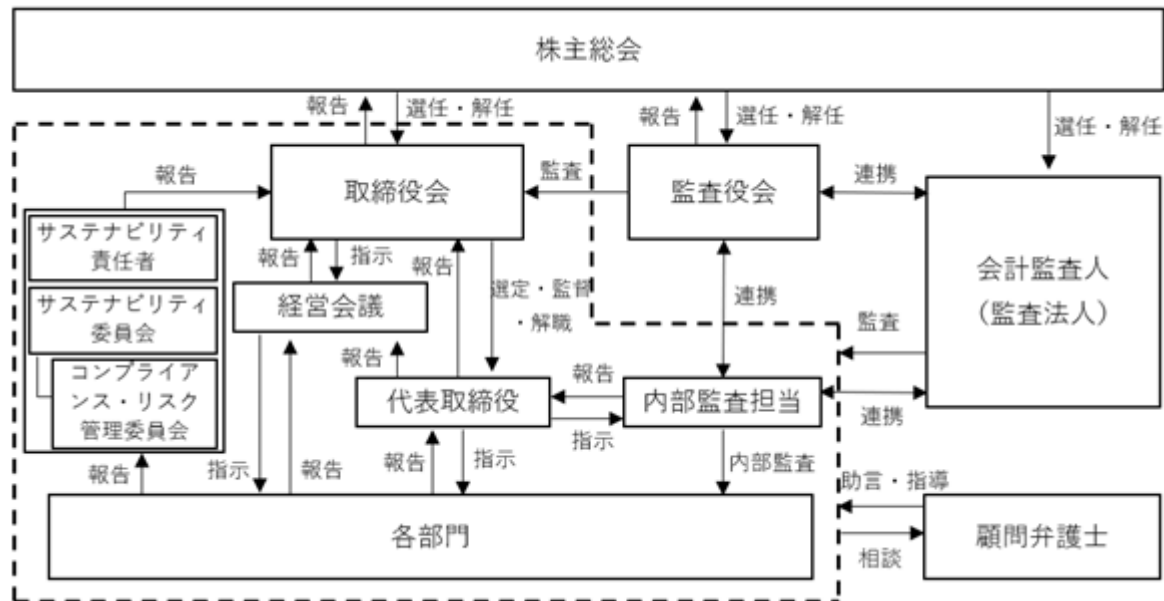 株主総会
報告
選任・解任
報告
選任・解任
選任・解任
報告
取締役会
監査
監査役会
連携
会計監査人
（監査法人）
サステナビリティ
責任者
サステナビリティ
委員会
コンプライア
ンス・リスク
管理委員会
報告
指示
報告
選定・監督
・解職
経営会議
連携
監査
報告
代表取締役
報告
指示
内部監査担当
連携
報告
指示
報告
報告
指示
内部監査
助言・指導
各部門
相談
顧問弁護士